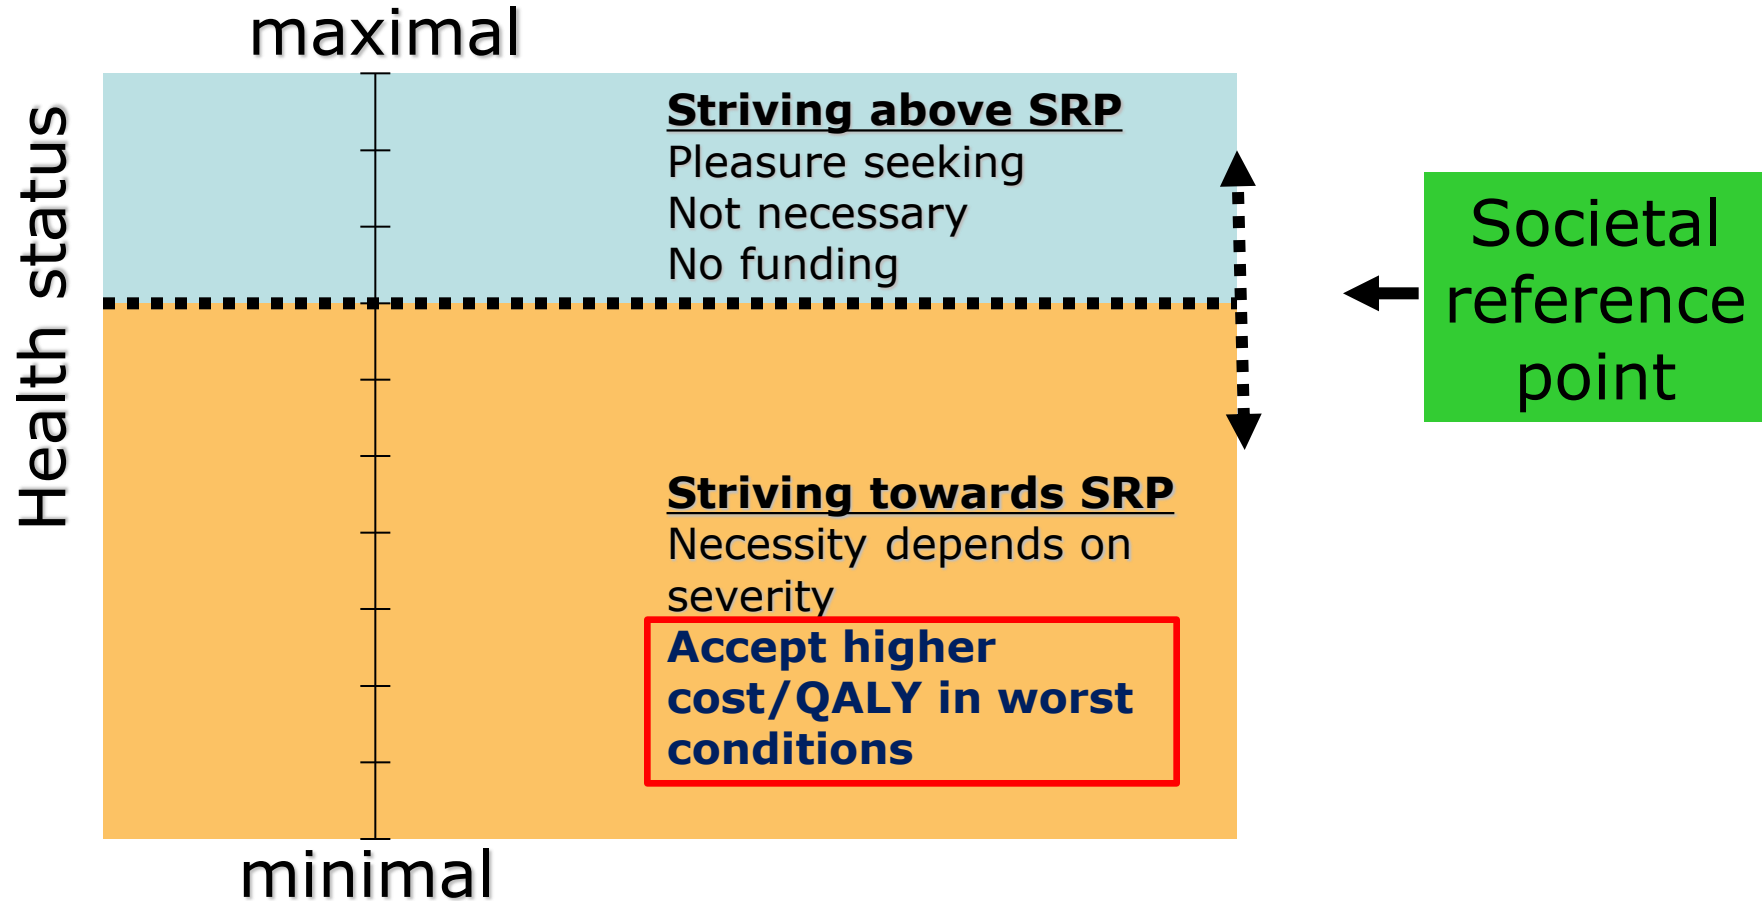 maximal
Health status
Striving above SRP
Pleasure seeking
Not necessary
No funding
Societal
reference
point
Striving towards SRP
Necessity depends on
severity
Accept higher
cost/QALY in worst
conditions
minimal